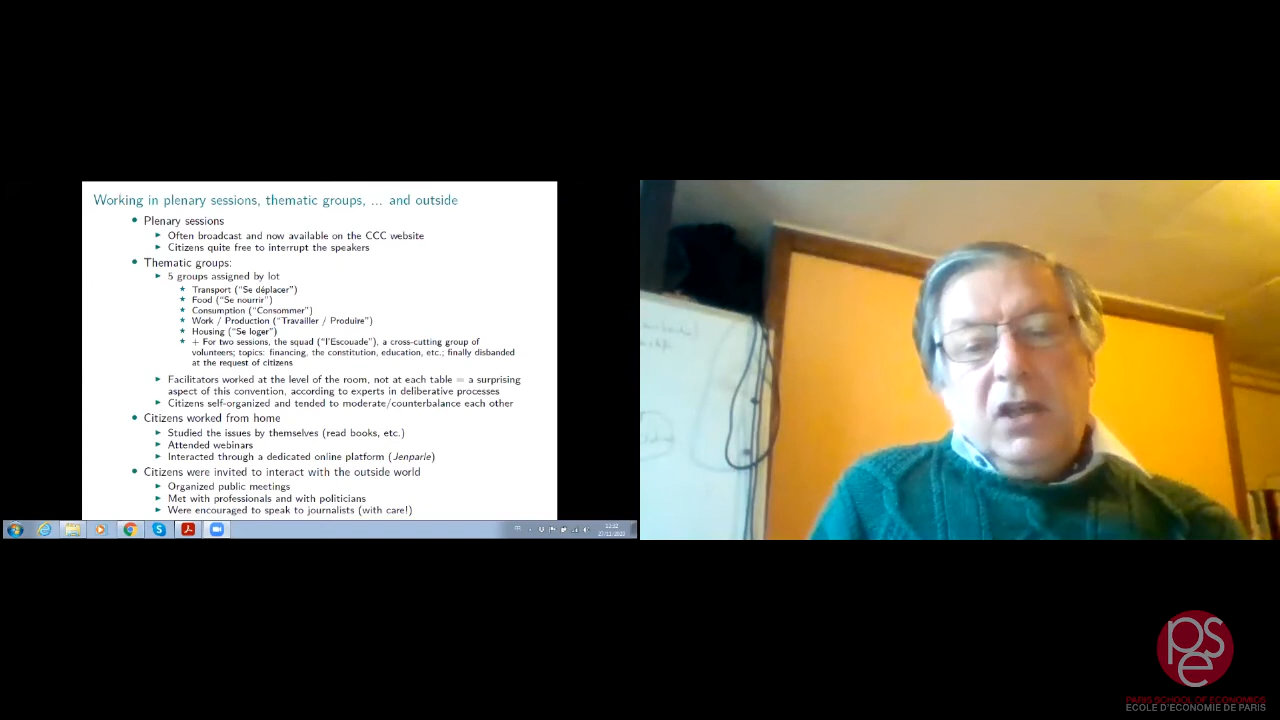 Working in plenary sessions, thematic groups, ... and outside
Plenary sessions
Often broadcast and now available on the CCC website
Citizens quite free to interrupt the speakers
Thematic groups:
5 groups assigned by lot
Transport ("Se déplacer")
Food ("Se nourrir")
Consumption ("Consommer")
Work / Production ("Travailler / Produire")
Housing ("Se loger")
+ For two sessions, the squad ("l'Escouade"), a cross-cutting group of
volunteers; topics: financing, the constitution, education, etc.; finally disbanded
at the request of citizens
Facilitators worked at the level of the room, not at each table = a surprising
aspect of this convention, according to experts in deliberative processes
Citizens self-organized and tended to moderate/counterbalance each other
Citizens worked from home
Studied the issues by themselves (read books, etc.)
Attended webinars
Interacted through a dedicated online platform (Jenparle)
Citizens were invited to interact with the outside world
Organized public meetings
Met with professionals and with politicians
Were encouraged to speak to journalists (with care!)
pse
PARIS SCHOOL OF ECONOMICS
ECOLE D'ECONOMIE DE PARIS